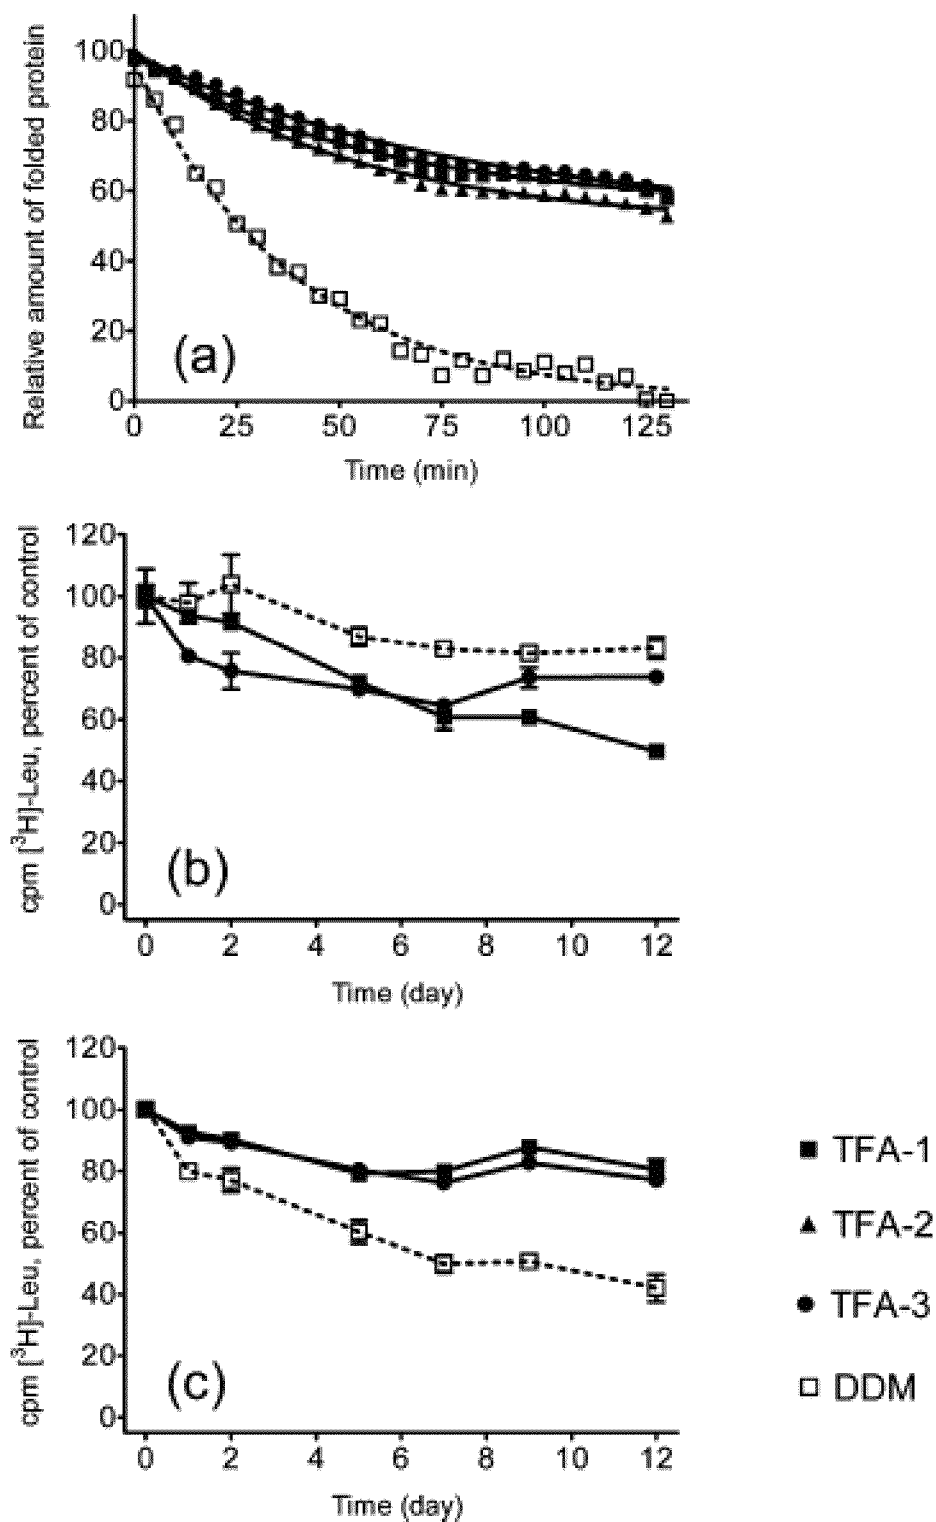 Relative amount of folded protein
100
80
60
40
20
0
(a)
0 25 50 75 100 125
Time (min)
cpm [³H]-Leu, percent of control
120
100
80
60
40
20
0
(b)
0 2 4 6 8 10 12
Time (day)
cpm [³H]-Leu, percent of control
120
100
80
60
40
20
0
(c)
0 2 4 6 8 10 12
Time (day)
TFA-1
TFA-2
TFA-3
DDM